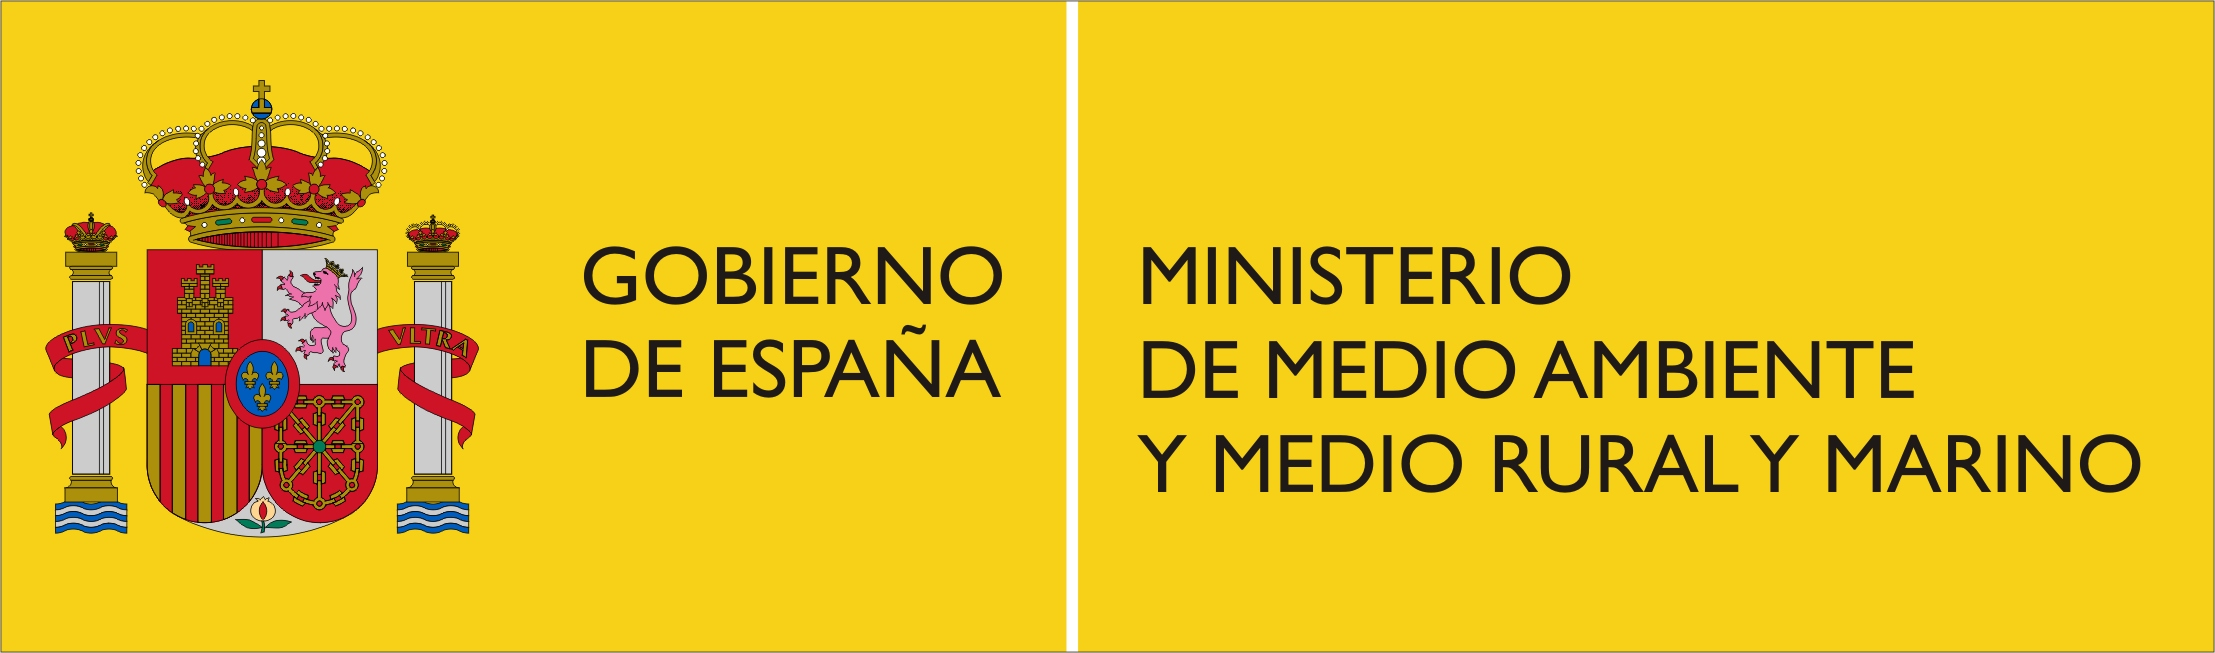 PLVS
VLTRA
GOBIERNO
DE ESPAÑA
MINISTERIO
DE MEDIO AMBIENTE
Y MEDIO RURAL Y MARINO